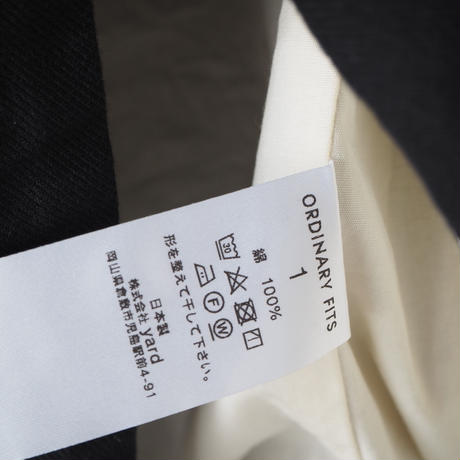 ORDINARY FITS
1
綿 100%
30
F W
形を整えて干して下さい。
日本製
株式会社 yard
岡山県倉敷市児島駅前4-91